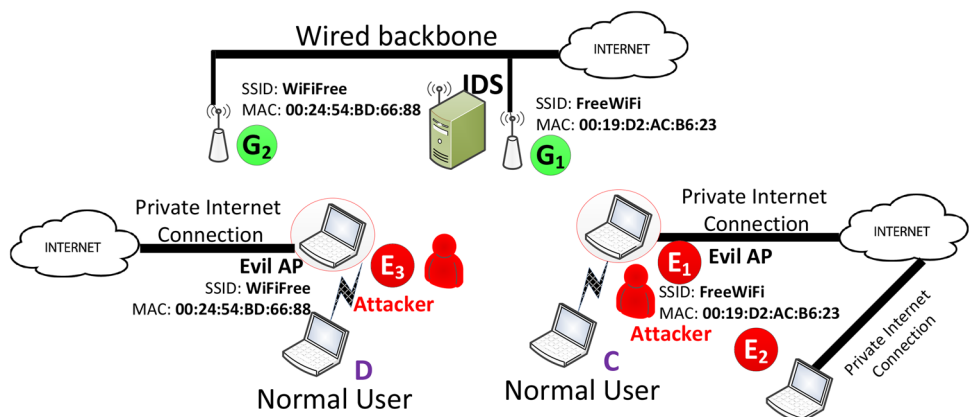 Wired backbone
INTERNET
IDS
SSID: WiFiFree
MAC: 00:24:54:BD:66:88
SSID: FreeWiFi
MAC: 00:19:D2:AC:B6:23
G2
G1
Private Internet
Connection
INTERNET
Evil AP
SSID: WiFiFree
MAC: 00:24:54:BD:66:88
E3
Attacker
D
Normal User
Private Internet
Connection
INTERNET
E1
Evil AP
SSID: FreeWiFi
MAC: 00:19:D2:AC:B6:23
Attacker
E2
C
Normal User
Private Internet
Connection